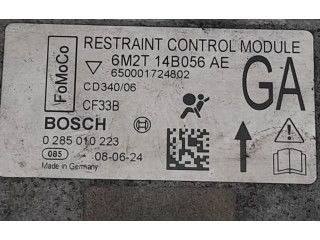 FoMoCo
RESTRAINT CONTROL MODULE
6M2T 14B056 AE
650001724802
CD340/06
CF33B
GA
BOSCH
0 285 010 223
085 08-06-24
Made in Germany